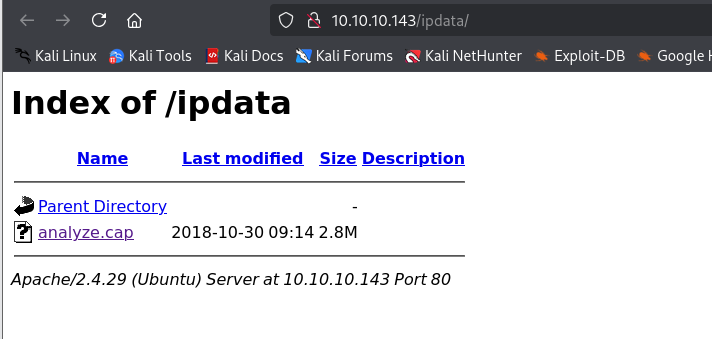 10.10.10.143/ipdata/
Kali Linux Kali Tools Kali Docs Kali Forums Kali NetHunter Exploit-DB Google H
Index of /ipdata
Name Last modified Size Description
Parent Directory -
analyze.cap 2018-10-30 09:14 2.8M
Apache/2.4.29 (Ubuntu) Server at 10.10.10.143 Port 80